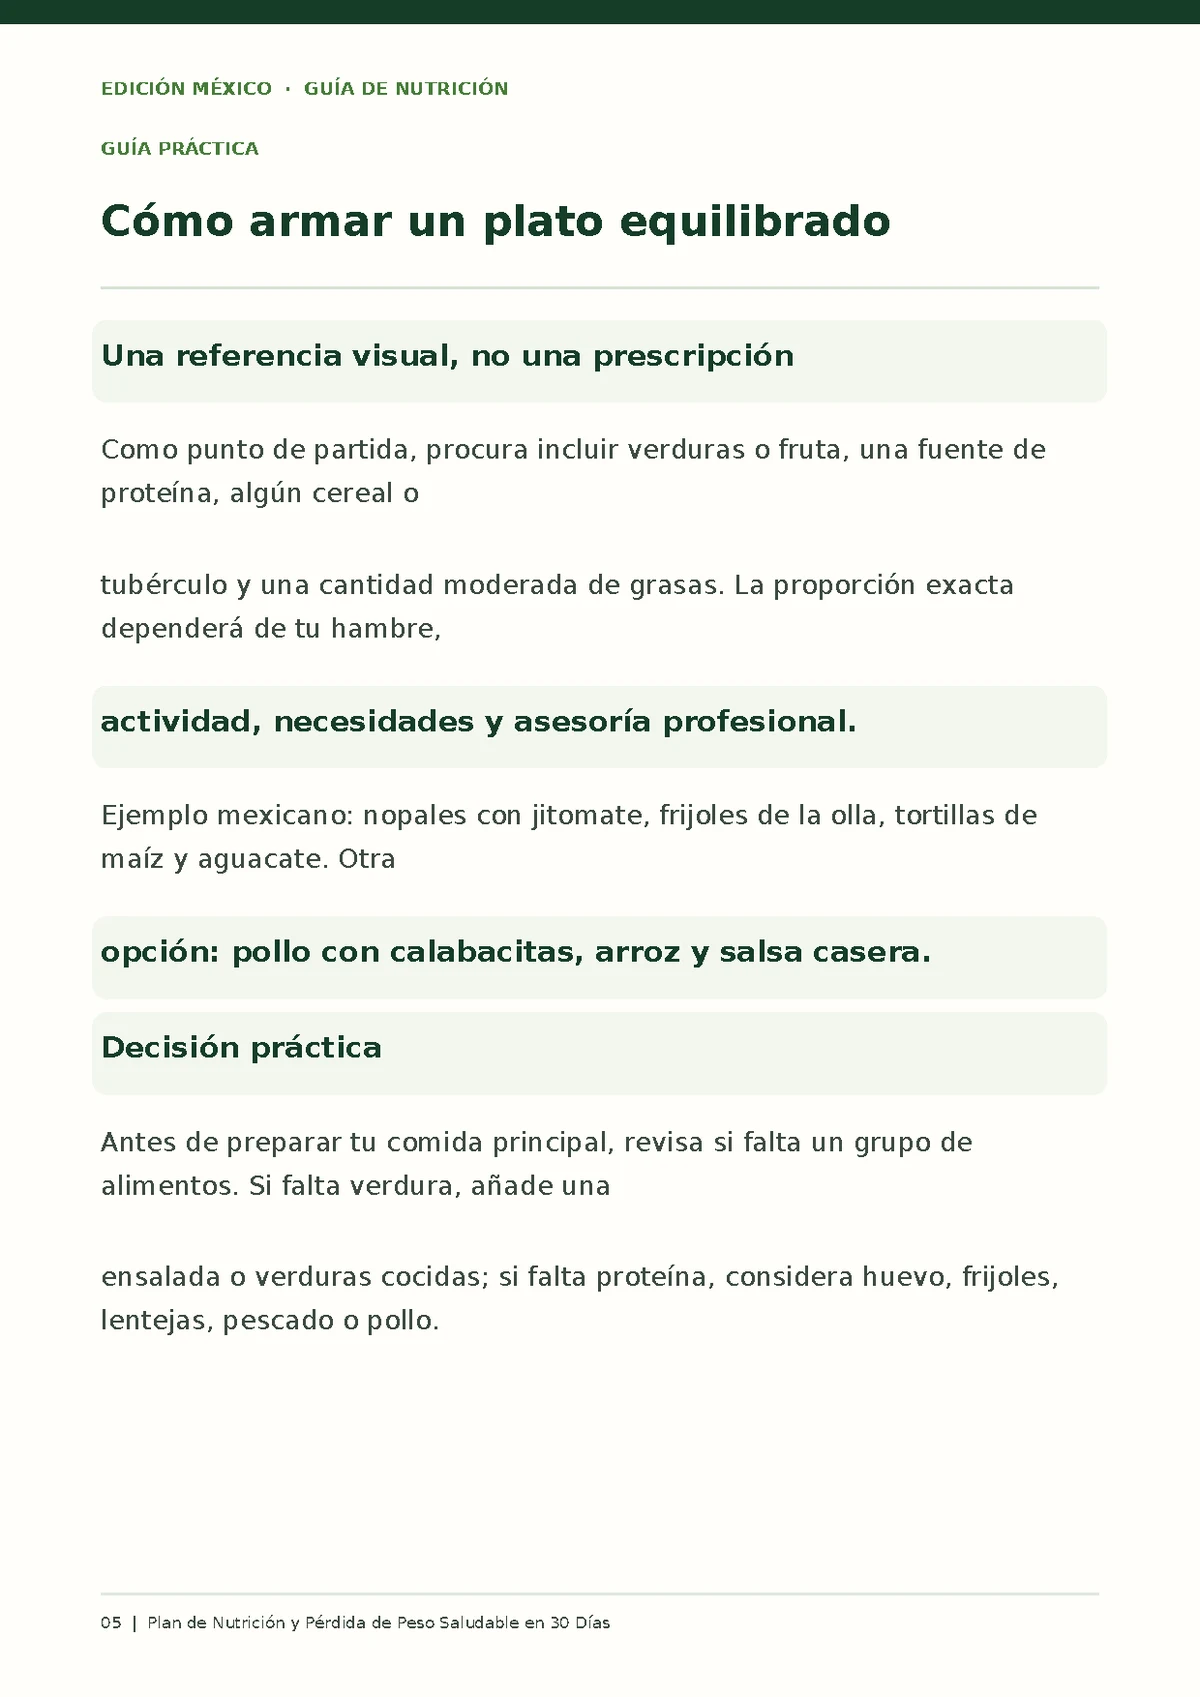 EDICIÓN MÉXICO · GUÍA DE NUTRICIÓN
GUÍA PRÁCTICA
Cómo armar un plato equilibrado
Una referencia visual, no una prescripción
Como punto de partida, procura incluir verduras o fruta, una fuente de
proteína, algún cereal o
tubérculo y una cantidad moderada de grasas. La proporción exacta
dependerá de tu hambre,
actividad, necesidades y asesoría profesional.
Ejemplo mexicano: nopales con jitomate, frijoles de la olla, tortillas de
maíz y aguacate. Otra
opción: pollo con calabacitas, arroz y salsa casera.
Decisión práctica
Antes de preparar tu comida principal, revisa si falta un grupo de
alimentos. Si falta verdura, añade una
ensalada o verduras cocidas; si falta proteína, considera huevo, frijoles,
lentejas, pescado o pollo.
05 | Plan de Nutrición y Pérdida de Peso Saludable en 30 Días